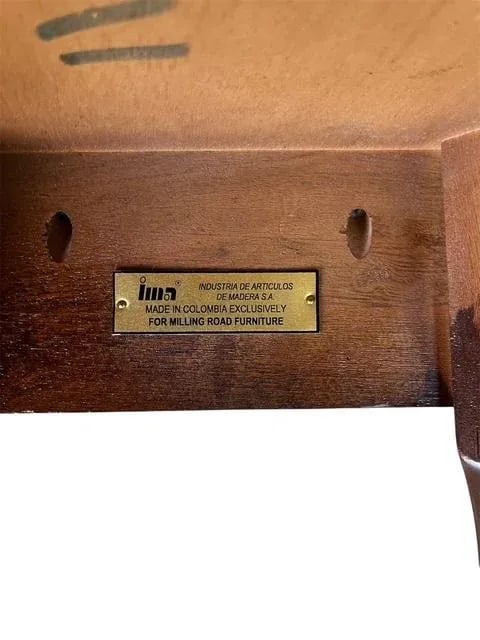 ima®
INDUSTRIA DE ARTICULOS
DE MADERA S.A.
MADE IN COLOMBIA EXCLUSIVELY
FOR MILLING ROAD FURNITURE